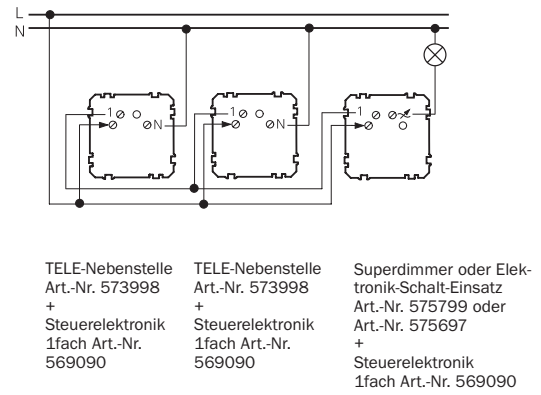 L
N
1
N
1
N
1
TELE-Nebenstelle
Art.-Nr. 573998
+
Steuerelektronik
1fach Art.-Nr.
569090
TELE-Nebenstelle
Art.-Nr. 573998
+
Steuerelektronik
1fach Art.-Nr.
569090
Superdimmer oder Elek-
tronik-Schalt-Einsatz
Art.-Nr. 575799 oder
Art.-Nr. 575697
+
Steuerelektronik
1fach Art.-Nr. 569090